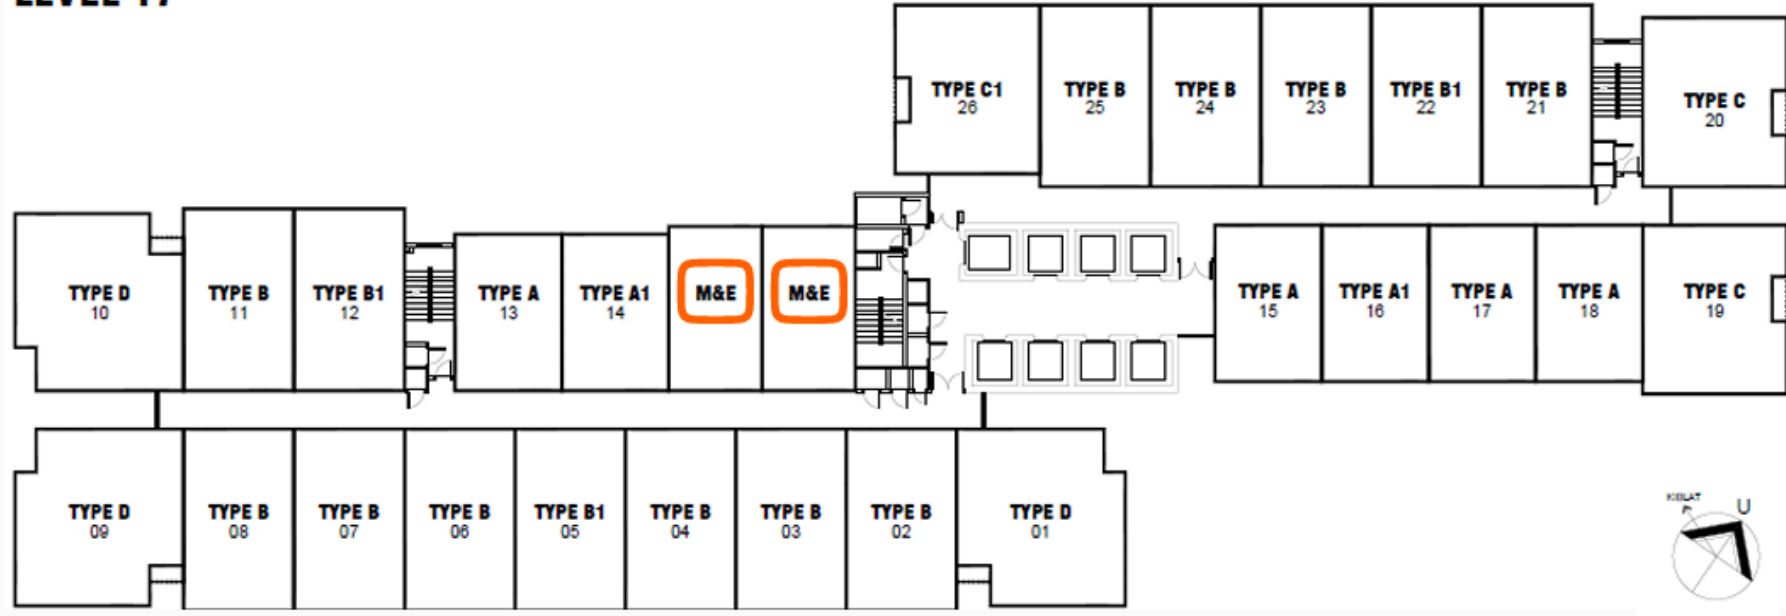 LEVEL 17
TYPE C1
26
TYPE B
25
TYPE B
24
TYPE B
23
TYPE B1
22
TYPE B
21
TYPE C
20
TYPE D
10
TYPE B
11
TYPE B1
12
TYPE A
13
TYPE A1
14
M&E
M&E
TYPE A
15
TYPE A1
16
TYPE A
17
TYPE A
18
TYPE C
19
TYPE D
09
TYPE B
08
TYPE B
07
TYPE B
06
TYPE B1
05
TYPE B
04
TYPE B
03
TYPE B
02
TYPE D
01
KIBLAT
U